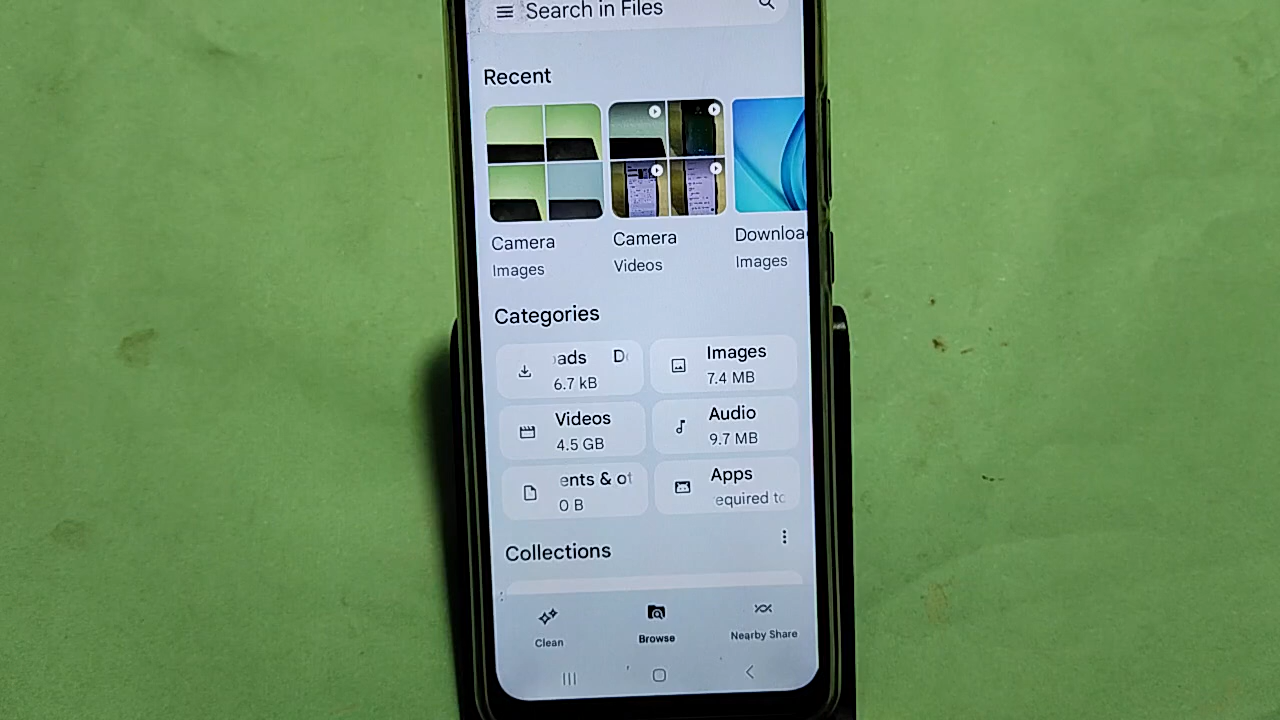 Search in Files
Recent
Camera
Images
Camera
Videos
Downloa
Images
Categories
ads D
6.7 kB
Images
7.4 MB
Videos
4.5 GB
Audio
9.7 MB
ents & ot
0 B
Apps
equired to
Collections
Clean
Browse
Nearby Share